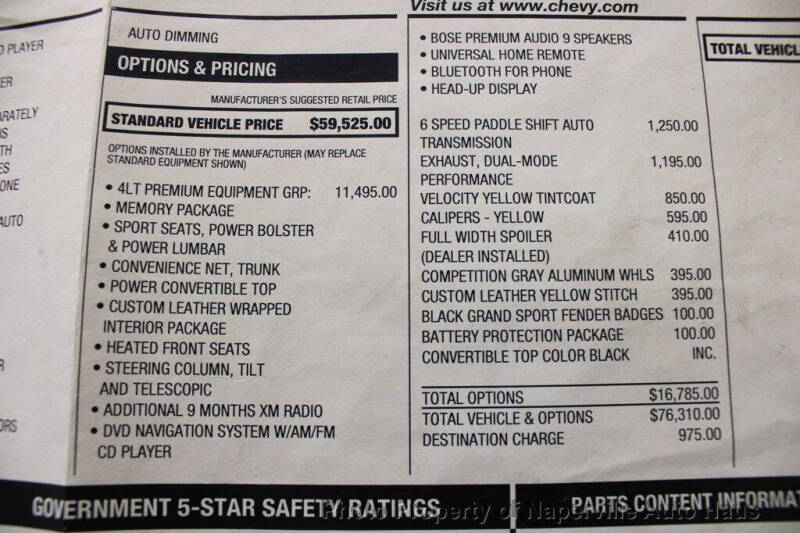 Visit us at www.chevy.com
PLAYER
ER
ARATELY
S
TH
ES
ONE
AUTO
R
ORS
AUTO DIMMING
OPTIONS & PRICING
MANUFACTURER'S SUGGESTED RETAIL PRICE
STANDARD VEHICLE PRICE $59,525.00
OPTIONS INSTALLED BY THE MANUFACTURER (MAY REPLACE
STANDARD EQUIPMENT SHOWN)
• 4LT PREMIUM EQUIPMENT GRP: 11,495.00
• MEMORY PACKAGE
• SPORT SEATS, POWER BOLSTER
& POWER LUMBAR
• CONVENIENCE NET, TRUNK
• POWER CONVERTIBLE TOP
• CUSTOM LEATHER WRAPPED
INTERIOR PACKAGE
• HEATED FRONT SEATS
• STEERING COLUMN, TILT
AND TELESCOPIC
• ADDITIONAL 9 MONTHS XM RADIO
• DVD NAVIGATION SYSTEM W/AM/FM
CD PLAYER
• BOSE PREMIUM AUDIO 9 SPEAKERS
• UNIVERSAL HOME REMOTE
• BLUETOOTH FOR PHONE
• HEAD-UP DISPLAY
6 SPEED PADDLE SHIFT AUTO 1,250.00
TRANSMISSION
EXHAUST, DUAL-MODE 1,195.00
PERFORMANCE
VELOCITY YELLOW TINTCOAT 850.00
CALIPERS - YELLOW 595.00
FULL WIDTH SPOILER 410.00
(DEALER INSTALLED)
COMPETITION GRAY ALUMINUM WHLS 395.00
CUSTOM LEATHER YELLOW STITCH 395.00
BLACK GRAND SPORT FENDER BADGES 100.00
BATTERY PROTECTION PACKAGE 100.00
CONVERTIBLE TOP COLOR BLACK INC.
TOTAL OPTIONS $16,785.00
TOTAL VEHICLE & OPTIONS $76,310.00
DESTINATION CHARGE 975.00
TOTAL VEHICL
GOVERNMENT 5-STAR SAFETY RATINGS
PARTS CONTENT INFORMAT
Photo Property of Naperville Auto Haus